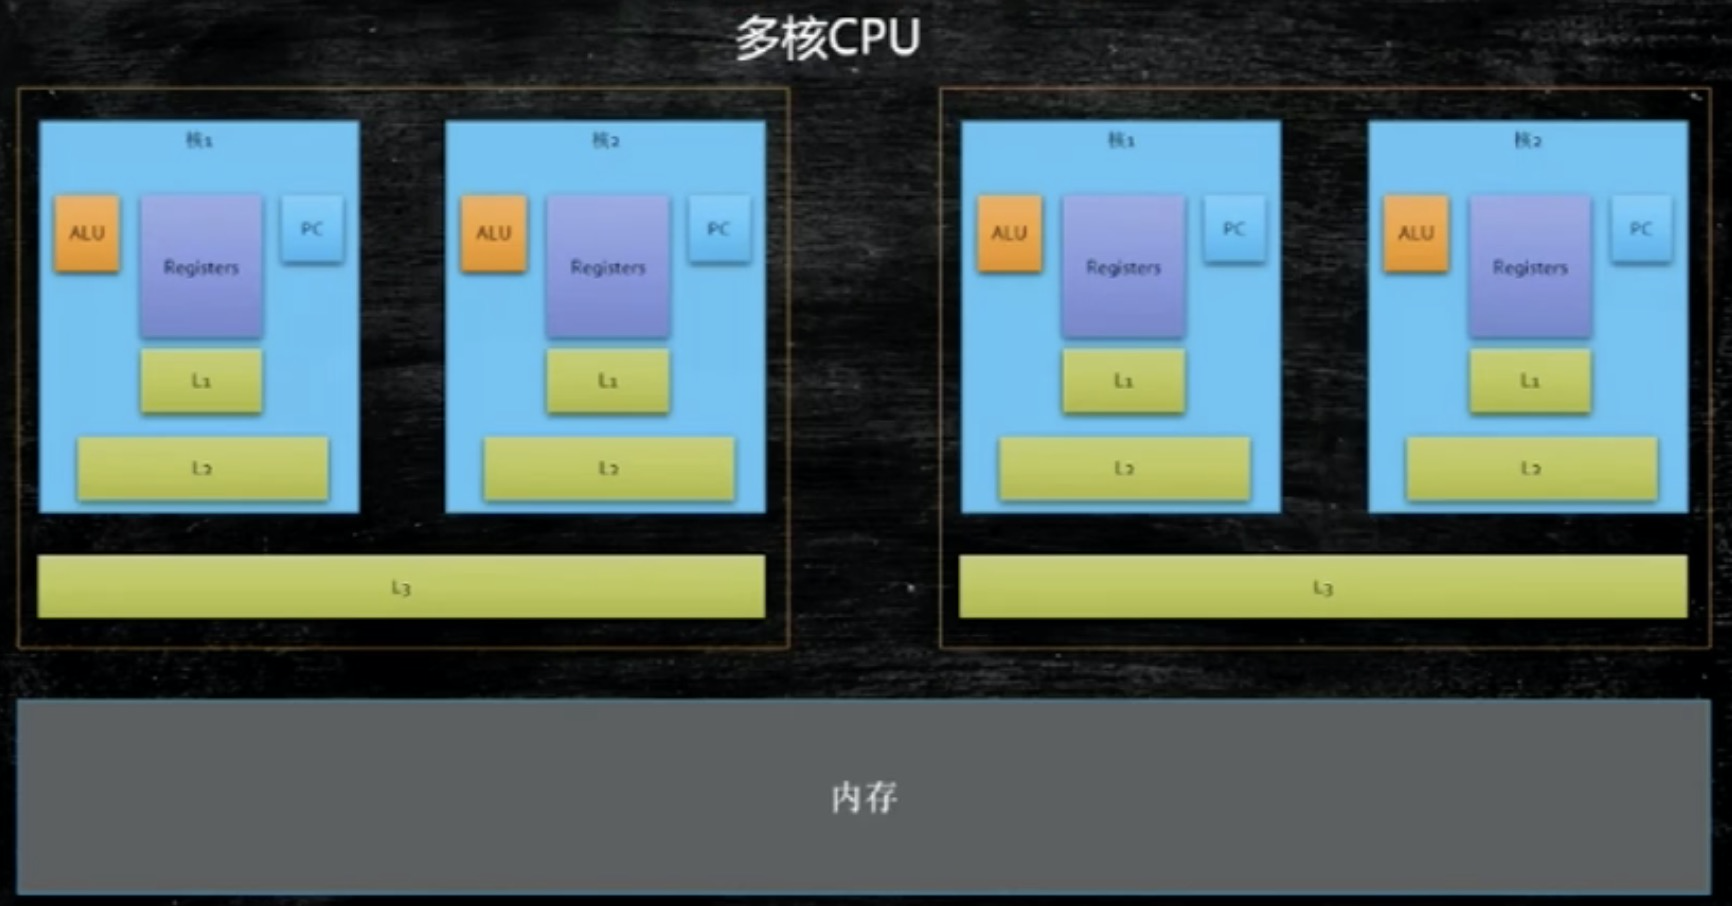 多核CPU
核1
核2
核1
核2
ALU
Registers
PC
ALU
Registers
PC
ALU
Registers
PC
ALU
Registers
PC
L1
L1
L1
L1
L2
L2
L2
L2
L3
L3
内存